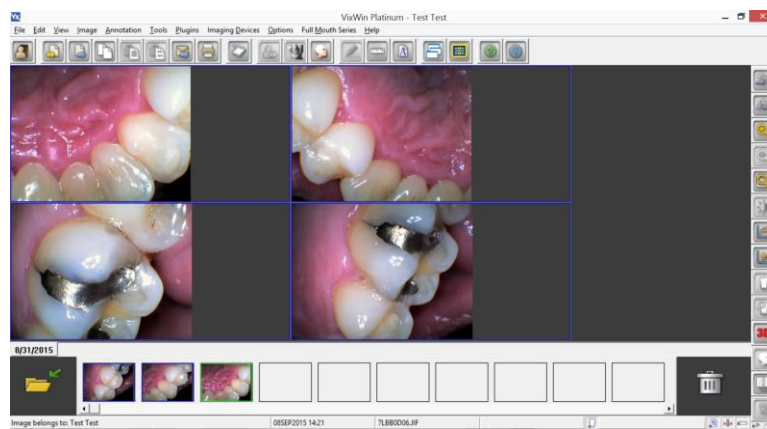 VixWin Platinum - Test Test
File Edit View Image Annotation Tools Plugins Imaging Devices Options Full Mouth Series Help
8/31/2015
Image belongs to: Test Test 08SEP2015 14:21 7LBB0D06.JIF